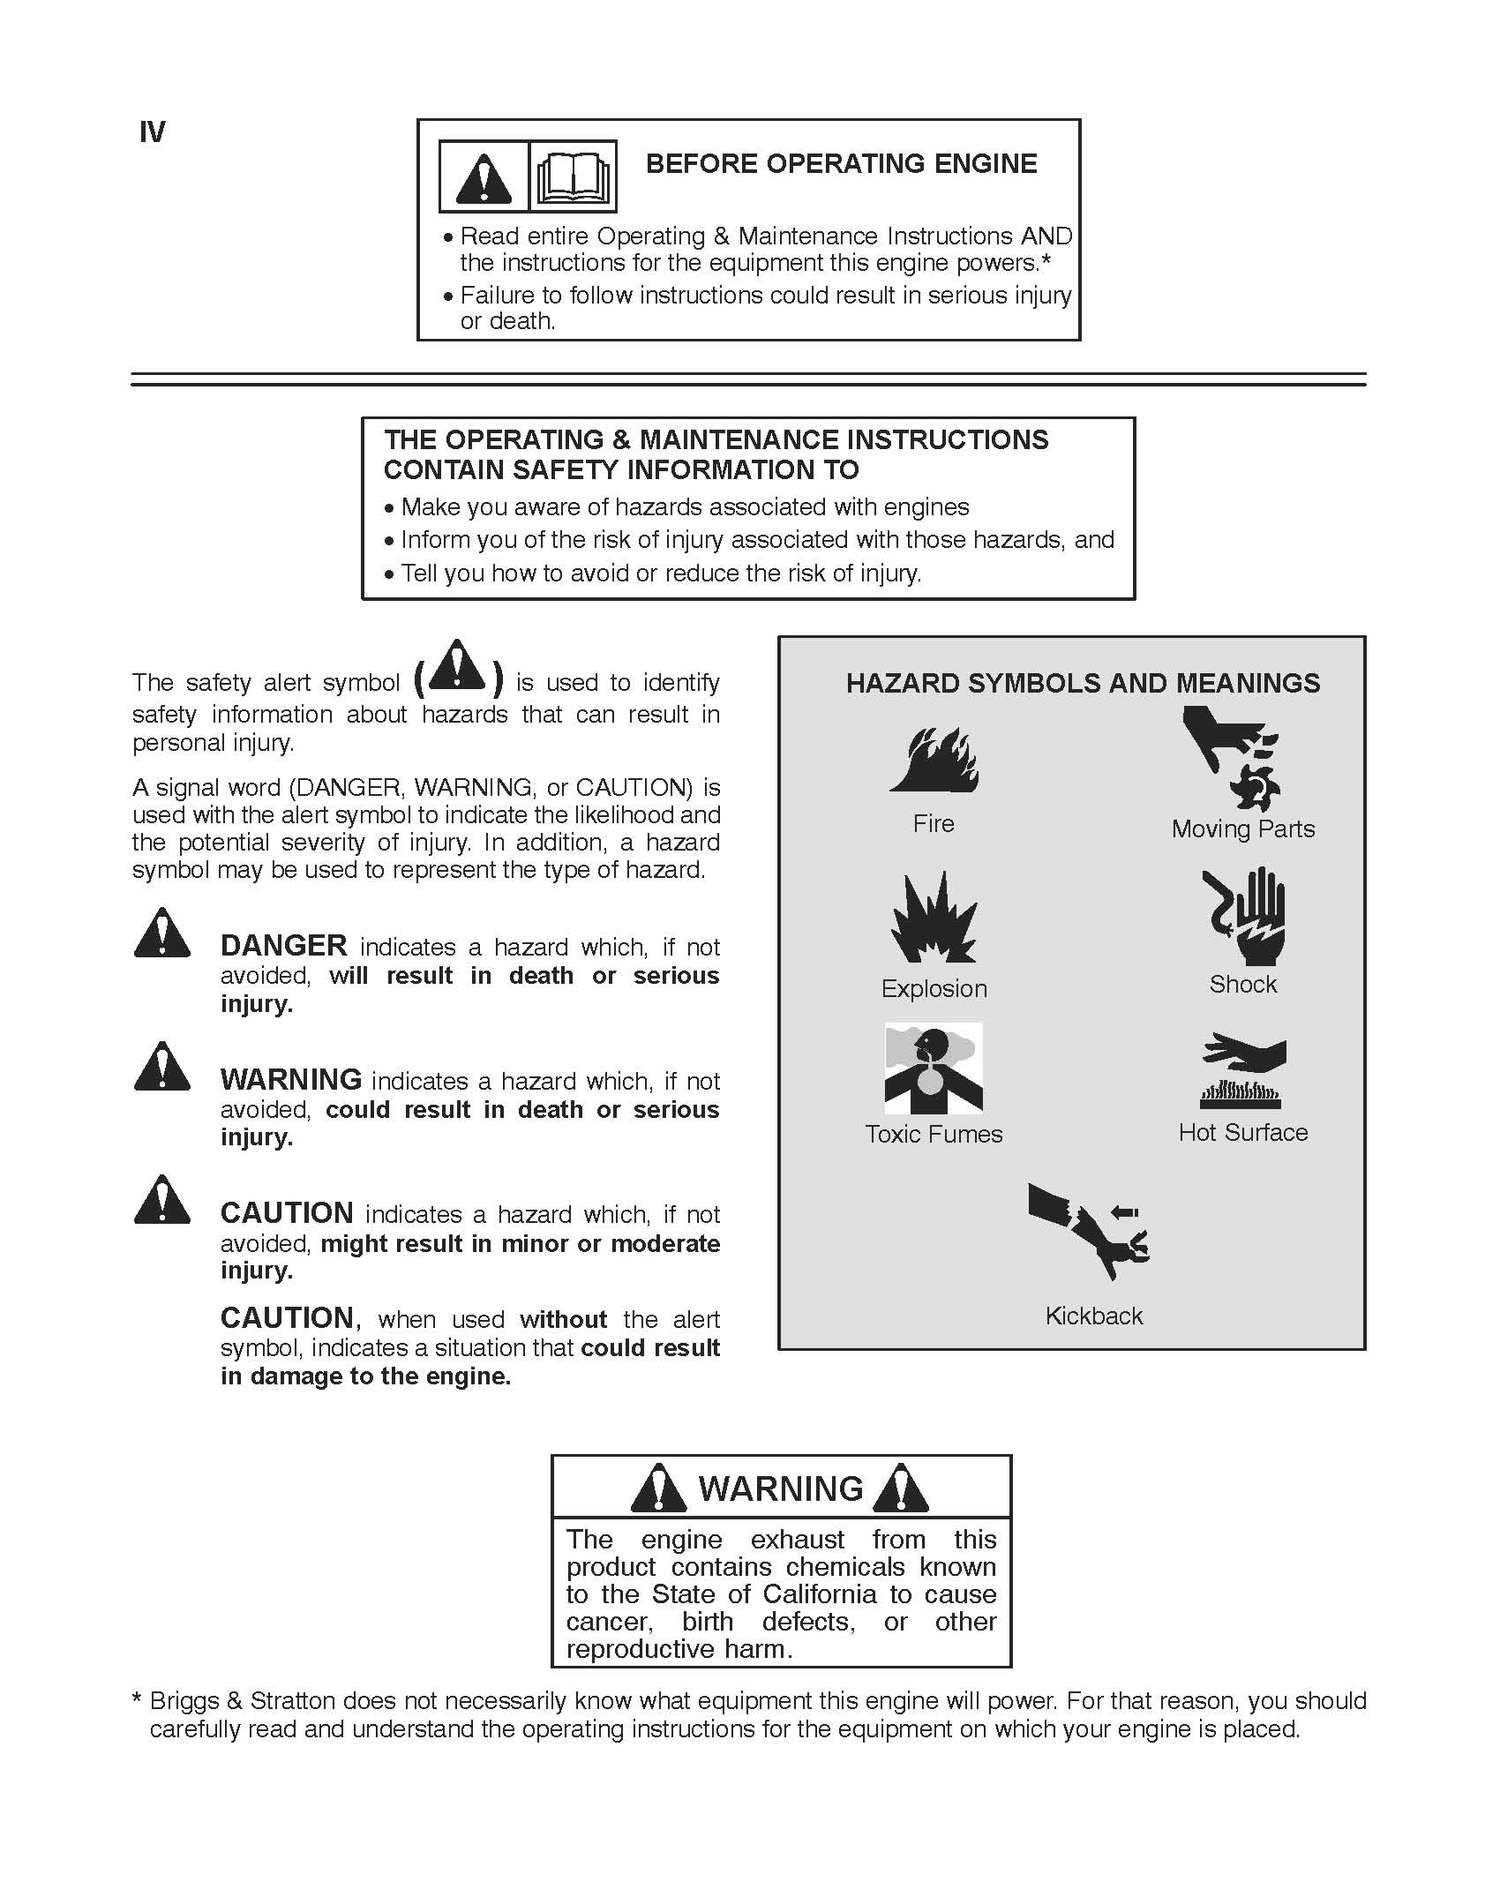 IV
BEFORE OPERATING ENGINE
• Read entire Operating & Maintenance Instructions AND
the instructions for the equipment this engine powers.*
• Failure to follow instructions could result in serious injury
or death.
THE OPERATING & MAINTENANCE INSTRUCTIONS
CONTAIN SAFETY INFORMATION TO
• Make you aware of hazards associated with engines
• Inform you of the risk of injury associated with those hazards, and
• Tell you how to avoid or reduce the risk of injury.
The safety alert symbol ( ) is used to identify
safety information about hazards that can result in
personal injury.
A signal word (DANGER, WARNING, or CAUTION) is
used with the alert symbol to indicate the likelihood and
the potential severity of injury. In addition, a hazard
symbol may be used to represent the type of hazard.
DANGER indicates a hazard which, if not
avoided, will result in death or serious
injury.
WARNING indicates a hazard which, if not
avoided, could result in death or serious
injury.
CAUTION indicates a hazard which, if not
avoided, might result in minor or moderate
injury.
CAUTION, when used without the alert
symbol, indicates a situation that could result
in damage to the engine.
HAZARD SYMBOLS AND MEANINGS
Fire
Moving Parts
Explosion
Shock
Toxic Fumes
Hot Surface
Kickback
WARNING
The engine exhaust from this
product contains chemicals known
to the State of California to cause
cancer, birth defects, or other
reproductive harm.
* Briggs & Stratton does not necessarily know what equipment this engine will power. For that reason, you should
carefully read and understand the operating instructions for the equipment on which your engine is placed.